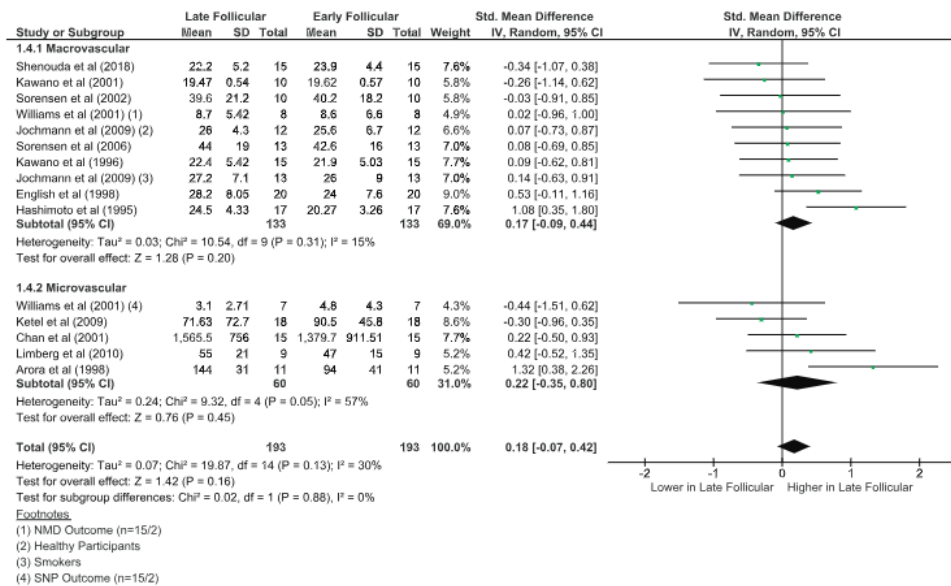 Late Follicular Early Follicular Std. Mean Difference Std. Mean Difference
Study or Subgroup Mean SD Total Mean SD Total Weight IV, Random, 95% CI IV, Random, 95% CI
1.4.1 Macrovascular
Shenouda et al (2018) 22.2 5.2 15 23.9 4.4 15 7.6% -0.34 [-1.07, 0.38]
Kawano et al (2001) 19.47 0.54 10 19.62 0.57 10 5.8% -0.26 [-1.14, 0.62]
Sorensen et al (2002) 39.6 21.2 10 40.2 18.2 10 5.8% -0.03 [-0.91, 0.85]
Williams et al (2001) (1) 8.7 5.42 8 8.6 6.6 8 4.9% 0.02 [-0.96, 1.00]
Jochmann et al (2009) (2) 26 4.3 12 25.6 6.7 12 6.6% 0.07 [-0.73, 0.87]
Sorensen et al (2006) 44 19 13 42.6 16 13 7.0% 0.08 [-0.69, 0.85]
Kawano et al (1996) 22.4 5.42 15 21.9 5.03 15 7.7% 0.09 [-0.62, 0.81]
Jochmann et al (2009) (3) 27.2 7.1 13 26 9 13 7.0% 0.14 [-0.63, 0.91]
English et al (1998) 28.2 8.05 20 24 7.6 20 9.0% 0.53 [-0.11, 1.16]
Hashimoto et al (1995) 24.5 4.33 17 20.27 3.26 17 7.6% 1.08 [0.35, 1.80]
Subtotal (95% CI) 133 133 69.0% 0.17 [-0.09, 0.44]
Heterogeneity: Tau² = 0.03; Chi² = 10.54, df = 9 (P = 0.31); I² = 15%
Test for overall effect: Z = 1.28 (P = 0.20)
1.4.2 Microvascular
Williams et al (2001) (4) 3.1 2.71 7 4.8 4.3 7 4.3% -0.44 [-1.51, 0.62]
Ketel et al (2009) 71.63 72.7 18 90.5 45.8 18 8.6% -0.30 [-0.96, 0.35]
Chan et al (2001) 1,565.5 756 15 1,379.7 911.51 15 7.7% 0.22 [-0.50, 0.93]
Limberg et al (2010) 55 21 9 47 15 9 5.2% 0.42 [-0.52, 1.35]
Arora et al (1998) 144 31 11 94 41 11 5.2% 1.32 [0.38, 2.26]
Subtotal (95% CI) 60 60 31.0% 0.22 [-0.35, 0.80]
Heterogeneity: Tau² = 0.24; Chi² = 9.32, df = 4 (P = 0.05); I² = 57%
Test for overall effect: Z = 0.76 (P = 0.45)
Total (95% CI) 193 193 100.0% 0.18 [-0.07, 0.42]
Heterogeneity: Tau² = 0.07; Chi² = 19.87, df = 14 (P = 0.13); I² = 30%
Test for overall effect: Z = 1.42 (P = 0.16)
Test for subgroup differences: Chi² = 0.02, df = 1 (P = 0.88), I² = 0%
-2 -1 0 1 2
Lower in Late Follicular Higher in Late Follicular
Footnotes
(1) NMD Outcome (n=15/2)
(2) Healthy Participants
(3) Smokers
(4) SNP Outcome (n=15/2)